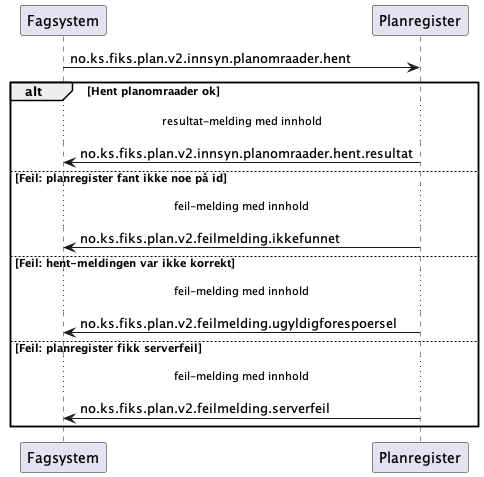 Fagsystem
Planregister
no.ks.fiks.plan.v2.innsyn.planomraader.hent
alt
[Hent planomraader ok]
resultat-melding med innhold
no.ks.fiks.plan.v2.innsyn.planomraader.hent.resultat
[Feil: planregister fant ikke noe på id]
feil-melding med innhold
no.ks.fiks.plan.v2.feilmelding.ikkefunnet
[Feil: hent-meldingen var ikke korrekt]
feil-melding med innhold
no.ks.fiks.plan.v2.feilmelding.ugyldigforespoersel
[Feil: planregister fikk serverfeil]
feil-melding med innhold
no.ks.fiks.plan.v2.feilmelding.serverfeil
Fagsystem
Planregister